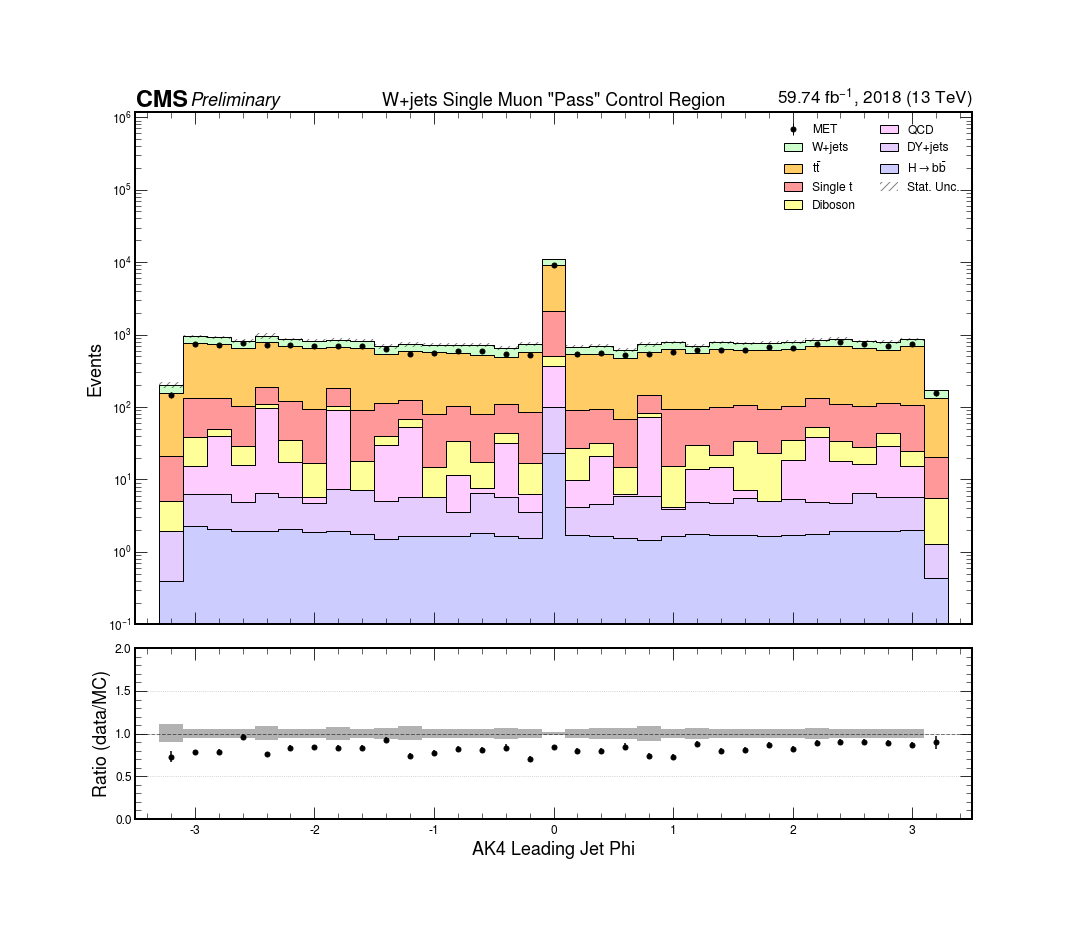 CMS Preliminary W+jets Single Muon "Pass" Control Region 59.74 fb⁻¹, 2018 (13 TeV)
MET QCD
W+jets DY+jets
tt̄ H→bb̄
Single t Stat. Unc.
Diboson
10⁶
10⁵
10⁴
10³
10²
10¹
10⁰
10⁻¹
Events
2.0
1.5
1.0
0.5
0.0
Ratio (data/MC)
-3 -2 -1 0 1 2 3
AK4 Leading Jet Phi